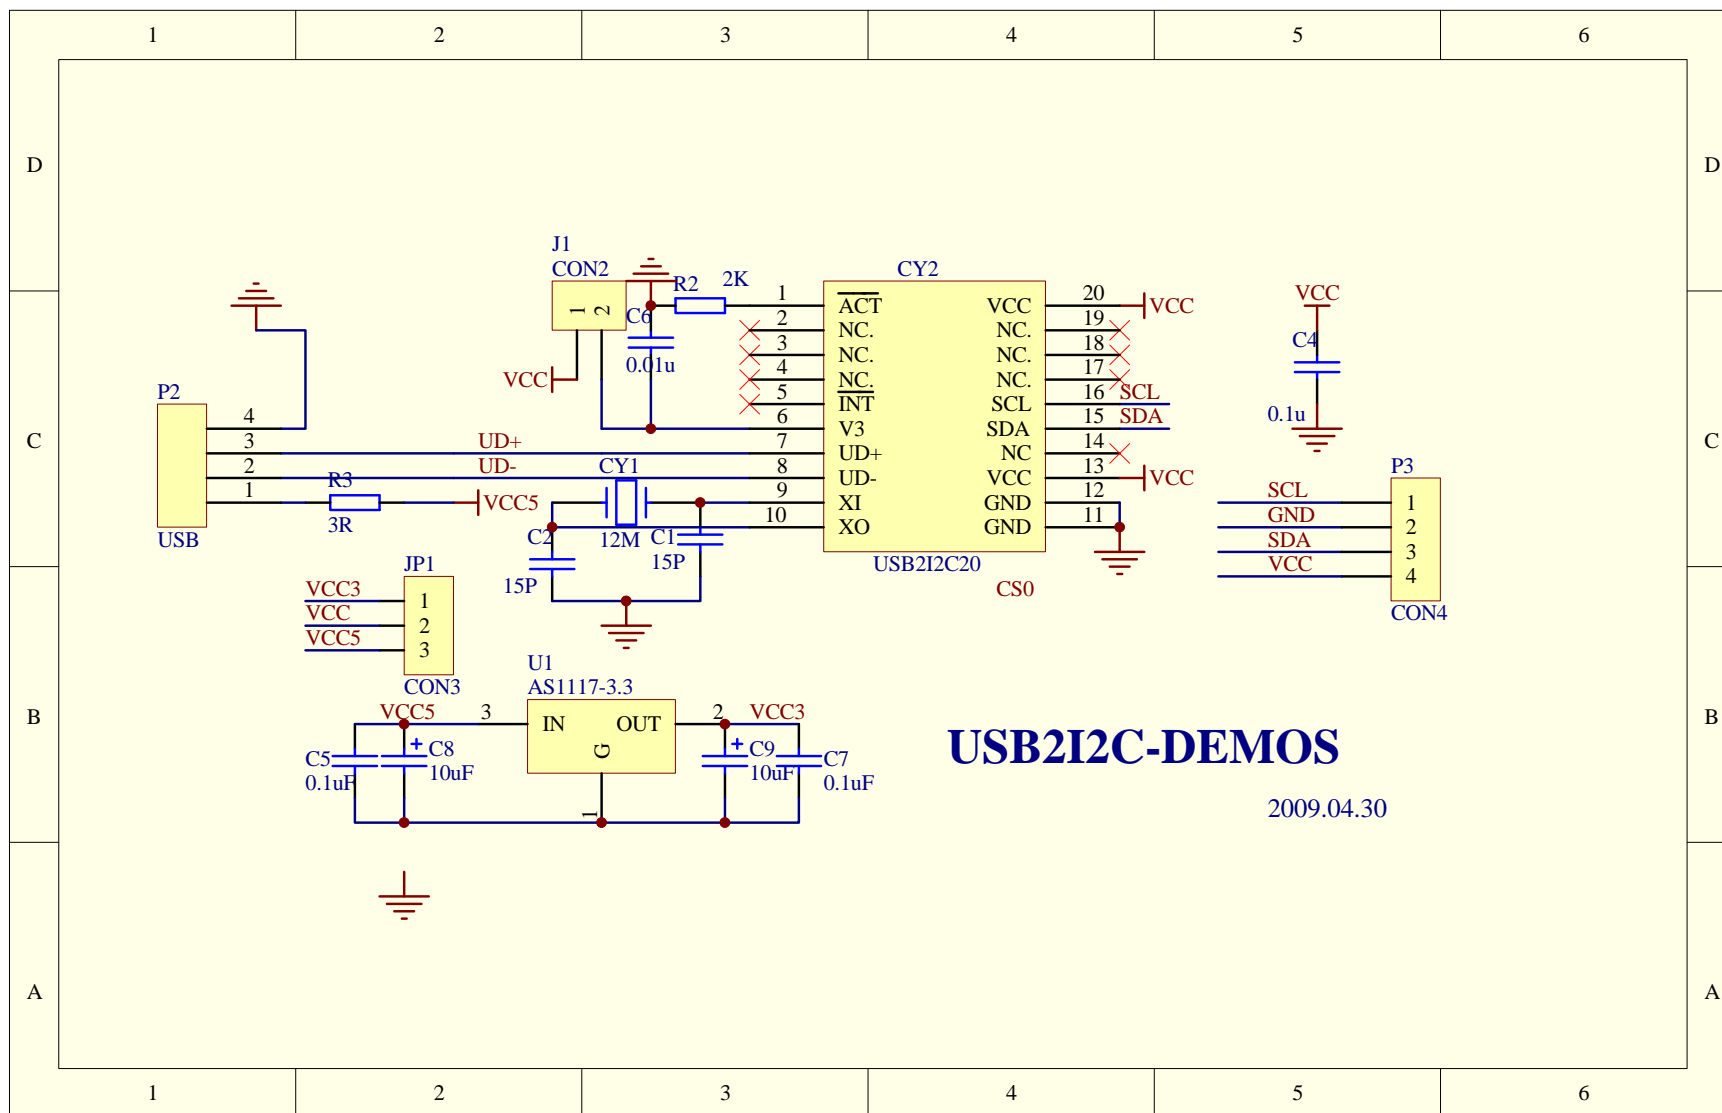 1 2 3 4 5 6
D D
J1
CON2
R2 2K
CY2
C6
0.01u
VCC
1 2
1 ACT
2 NC.
3 NC.
4 NC.
5 INT
6 V3
7 UD+
8 UD-
9 XI
10 XO
VCC 20 VCC
NC. 19
NC. 18
NC. 17
SCL 16 SCL
SDA 15 SDA
NC 14
VCC 13 VCC
GND 12
GND 11
USB2I2C20
CS0
VCC
C4
0.1u
C C
P2
4
3
2
1
USB
UD+
UD-
R3
3R
VCC5
CY1
12M
C2
15P
C1
15P
P3
SCL 1
GND 2
SDA 3
VCC 4
CON4
JP1
VCC3 1
VCC 2
VCC5 3
CON3
U1
AS1117-3.3
B B
VCC5 3 IN OUT 2 VCC3
G
1
C5
0.1uF
+ C8
10uF
+ C9
10uF
C7
0.1uF
USB2I2C-DEMOS
2009.04.30
A A
1 2 3 4 5 6